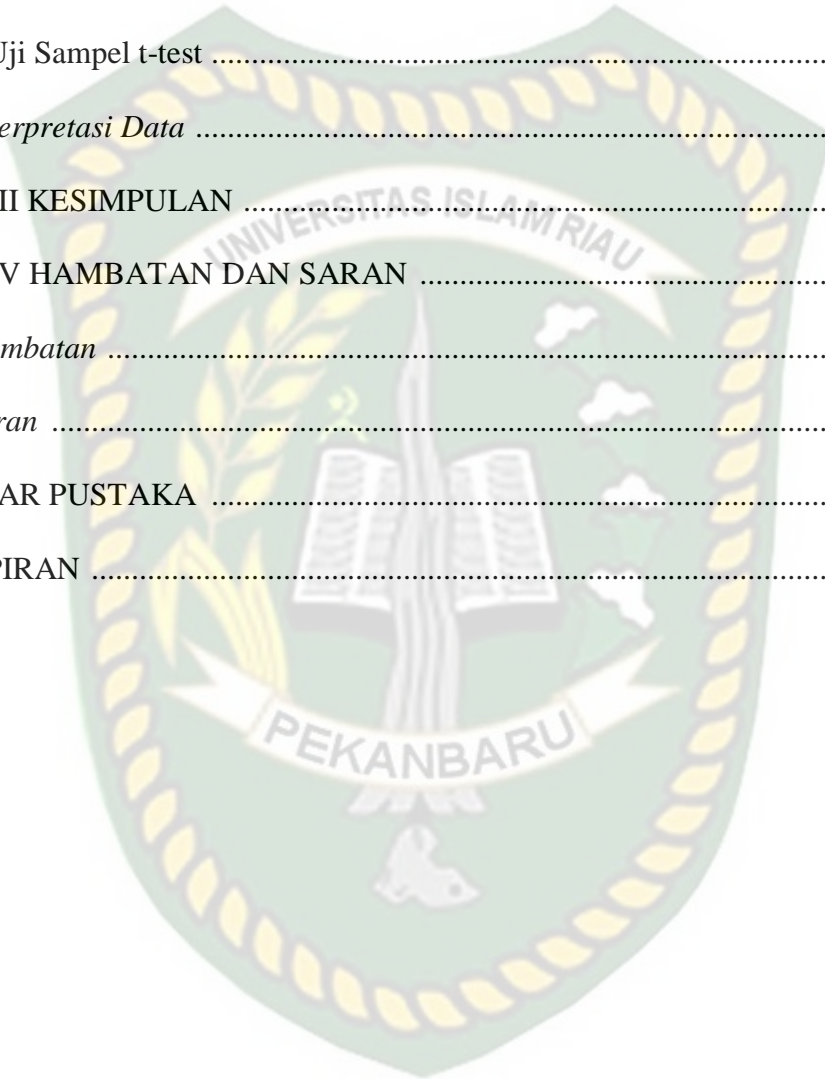 Uji Sampel t-test ........................................................................
erpretasi Data ........................................................................
II KESIMPULAN ........................................................................
UNIVERSITAS ISLAM RIAU
V HAMBATAN DAN SARAN ..................................................
mbatan ........................................................................
ran ........................................................................
AR PUSTAKA ........................................................................
PIRAN ........................................................................
PEKANBARU